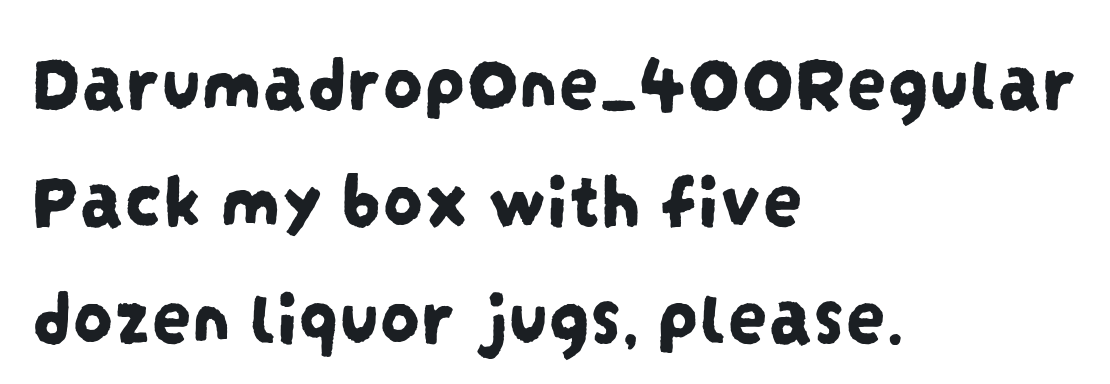 DarumadropOne_400Regular
Pack my box with five
dozen liquor jugs, please.